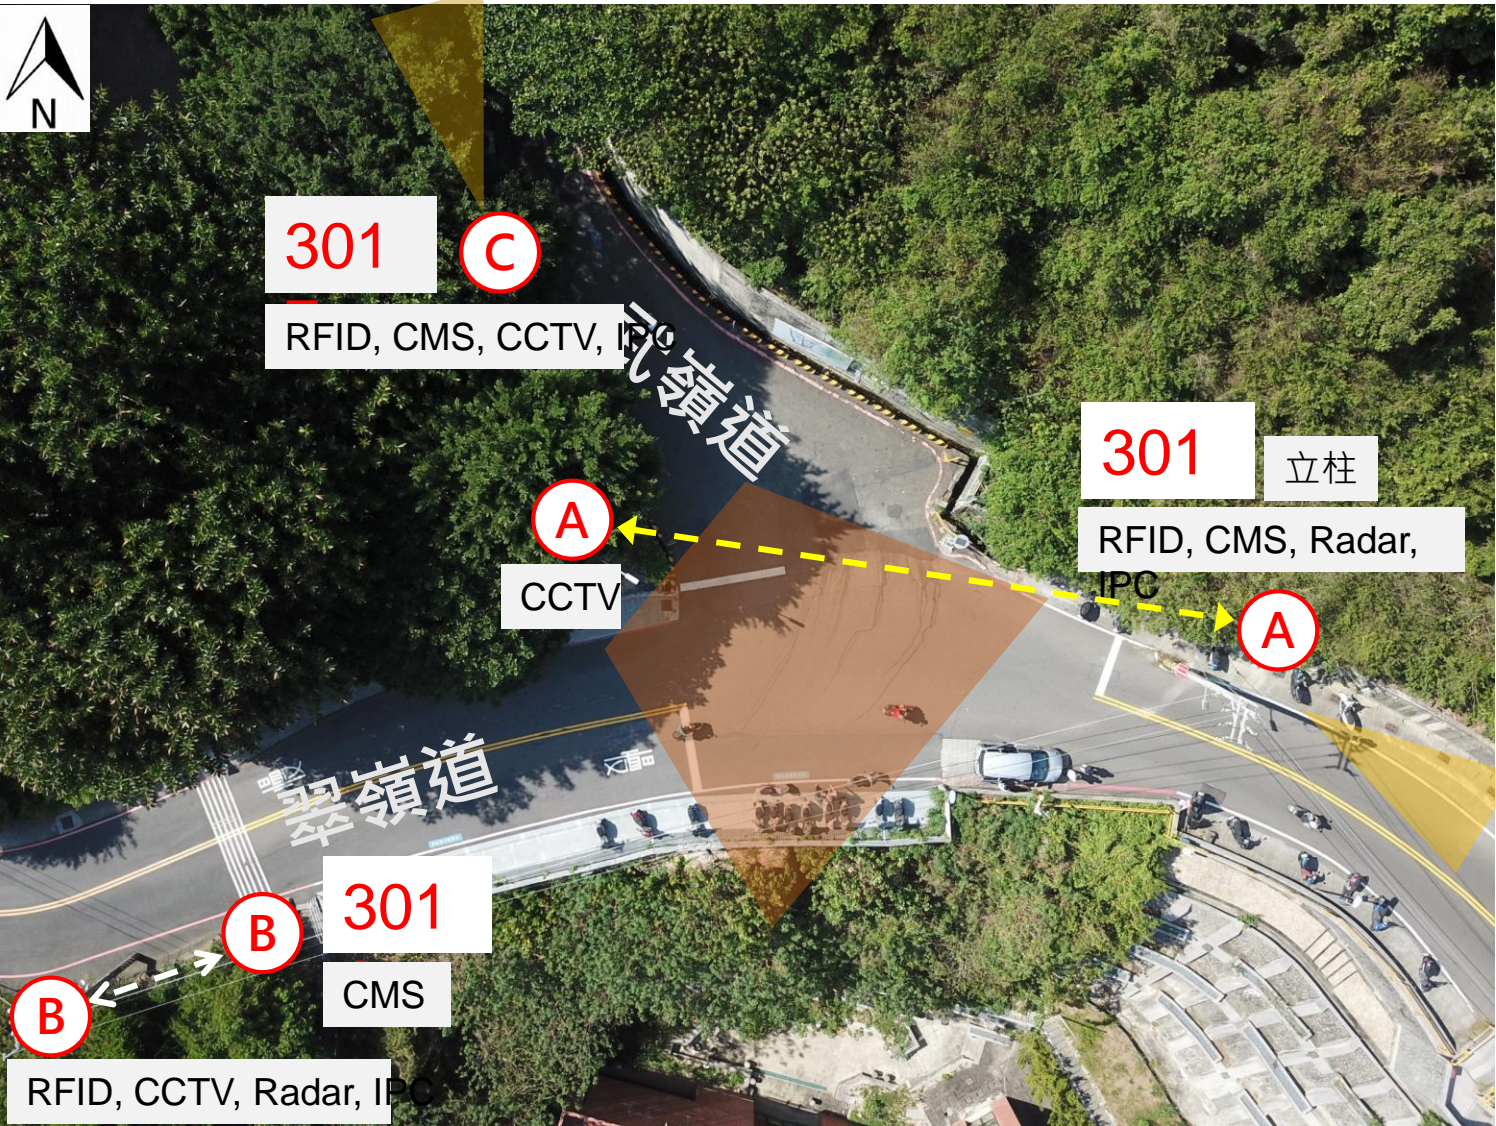 N
301
C
RFID, CMS, CCTV, IPC
嶺道
301
立柱
A
CCTV
RFID, CMS, Radar,
IPC
A
翠嶺道
301
B
CMS
B
RFID, CCTV, Radar, IPC